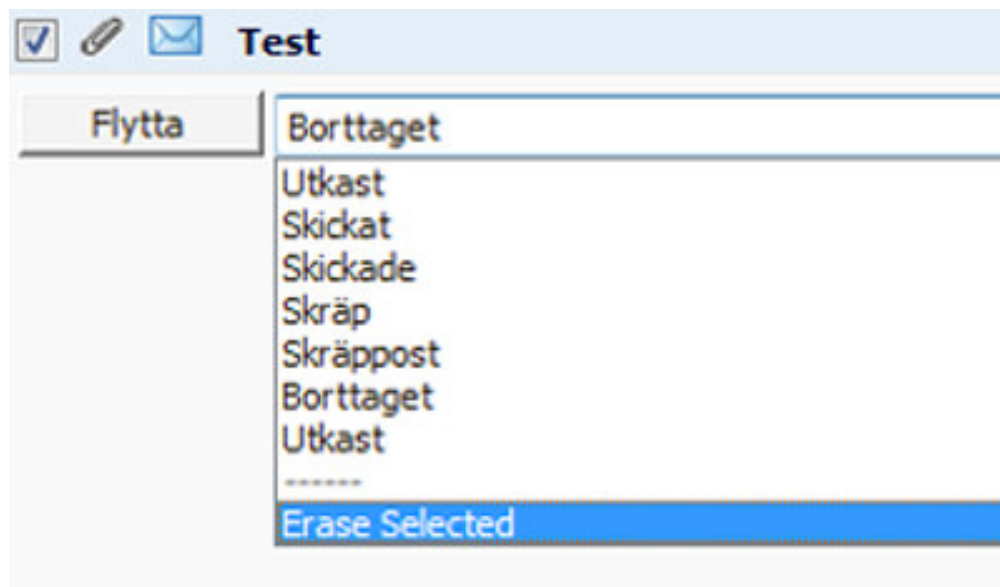 Test
Flytta Borttaget
Utkast
Skickat
Skickade
Skräp
Skräppost
Borttaget
Utkast
------
Erase Selected